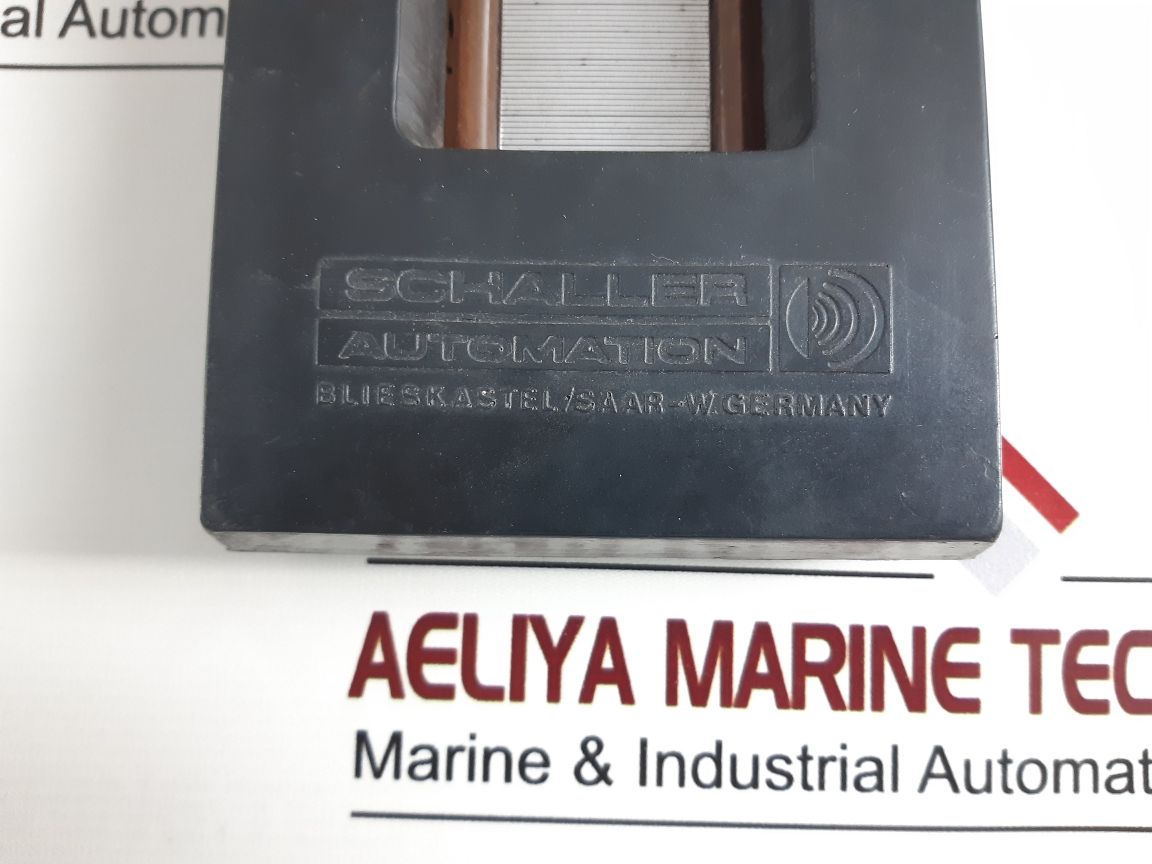 al Autom
SCHALLER
AUTOMATION
BLIESKASTEL/SAAR-W.GERMANY
AELIYA MARINE TEC
Marine & Industrial Automat